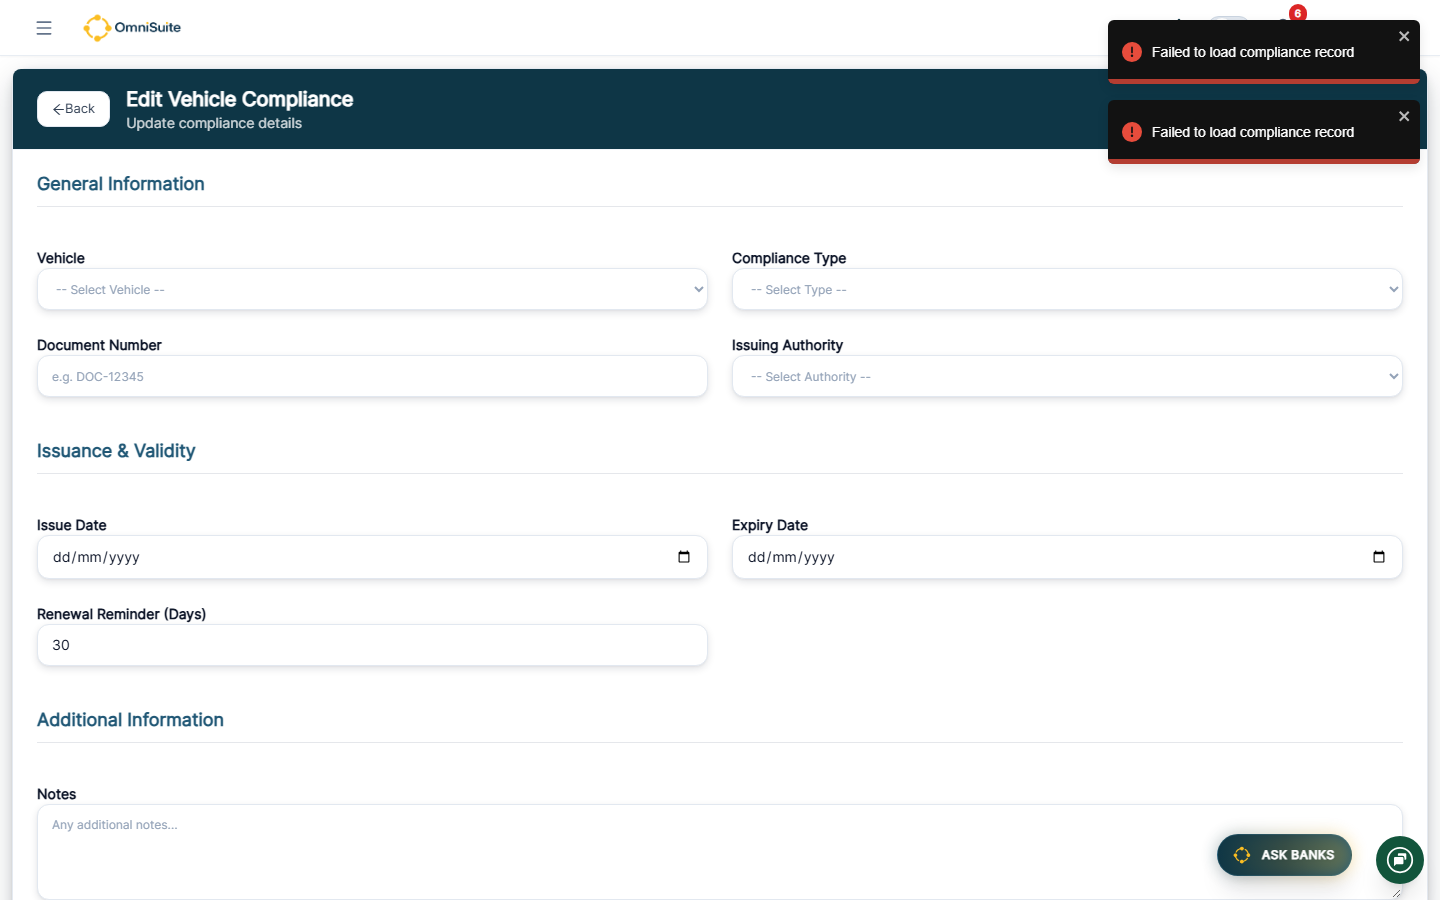 OmniSuite
6
Failed to load compliance record
Failed to load compliance record
←Back
Edit Vehicle Compliance
Update compliance details
General Information
Vehicle
-- Select Vehicle --
Compliance Type
-- Select Type --
Document Number
e.g. DOC-12345
Issuing Authority
-- Select Authority --
Issuance & Validity
Issue Date
dd/mm/yyyy
Expiry Date
dd/mm/yyyy
Renewal Reminder (Days)
30
Additional Information
Notes
Any additional notes...
ASK BANKS